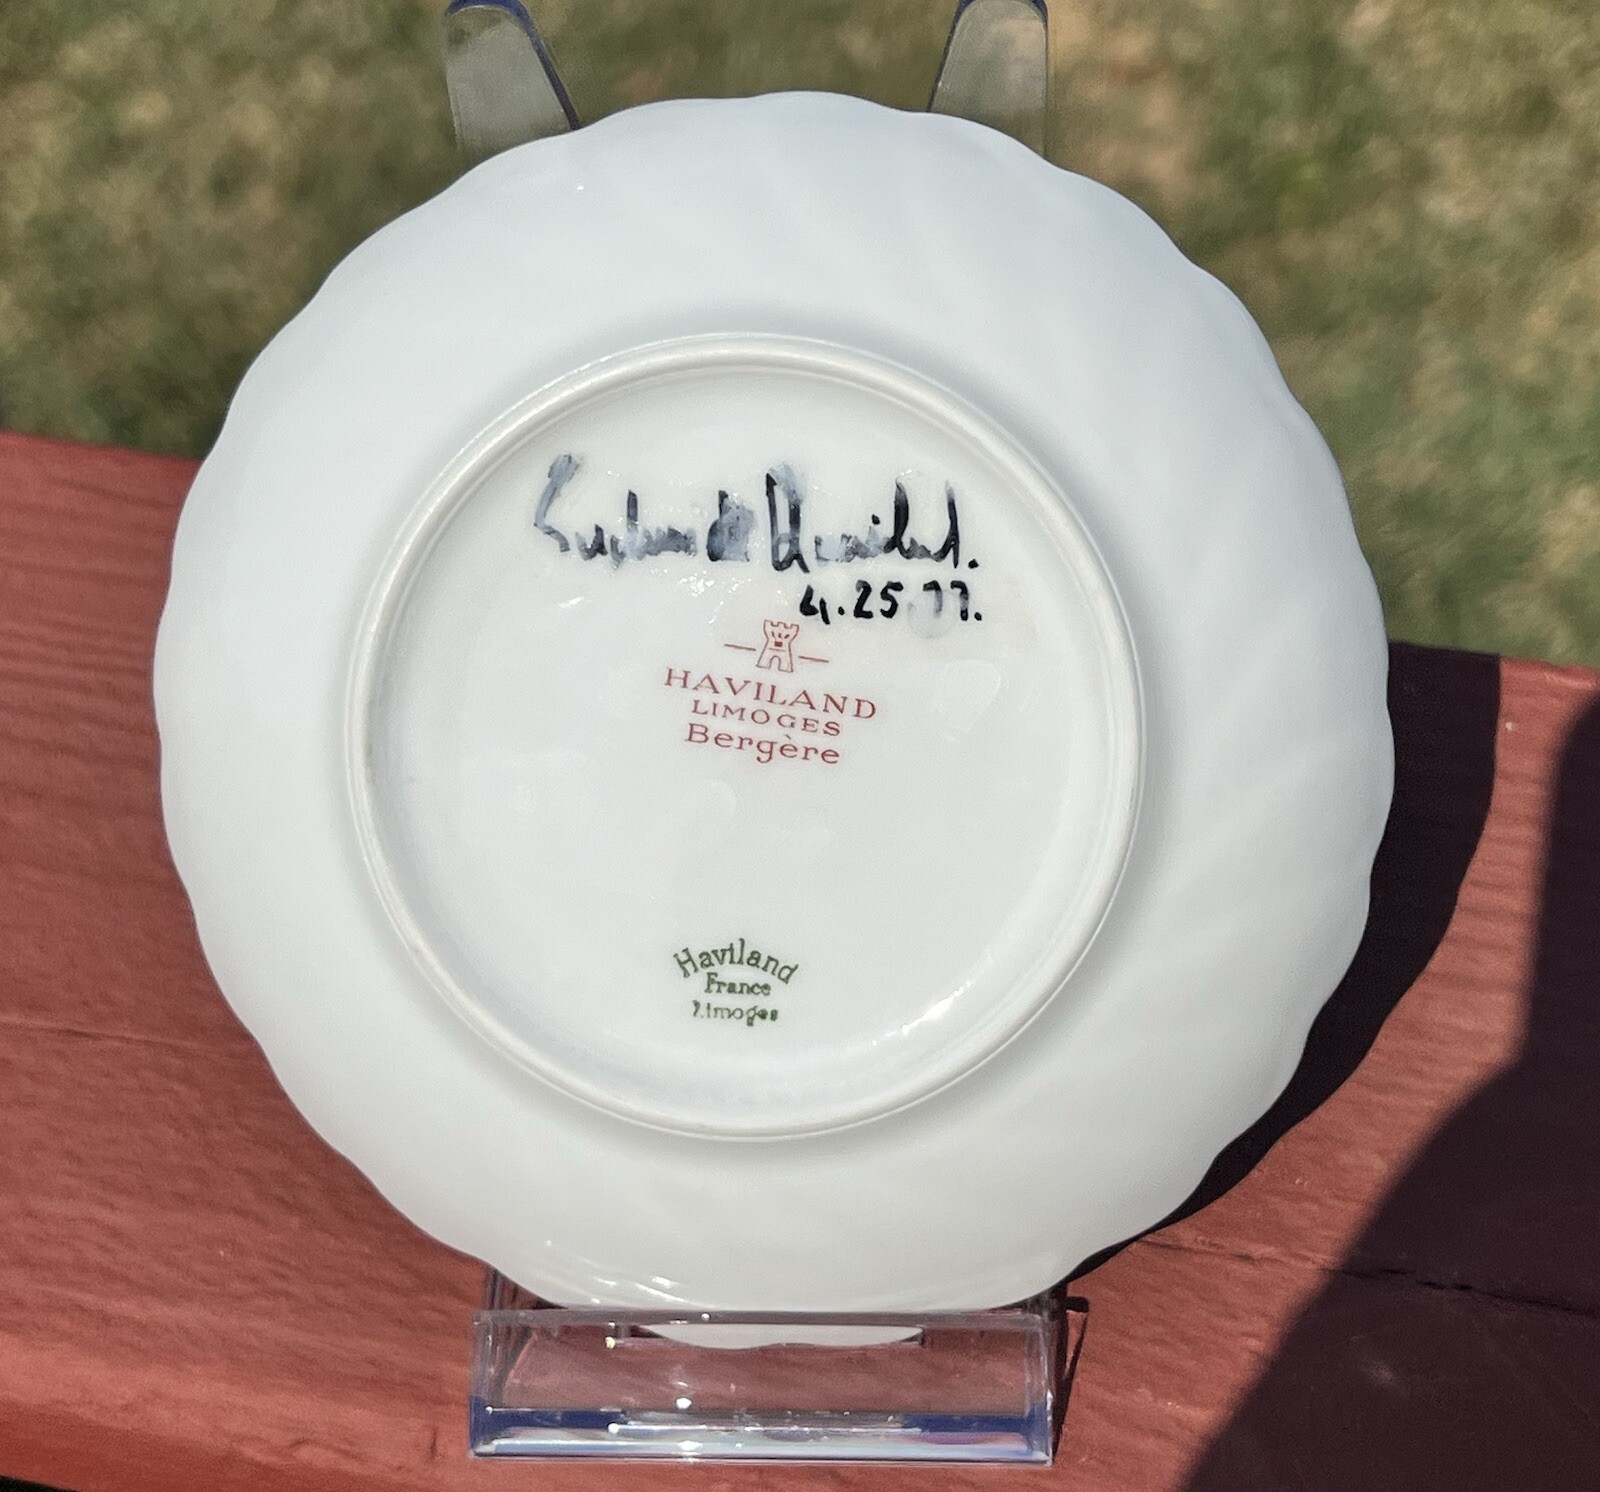 4.25.77.
HAVILAND
LIMOGES
Bergère
Haviland
France
Limoges